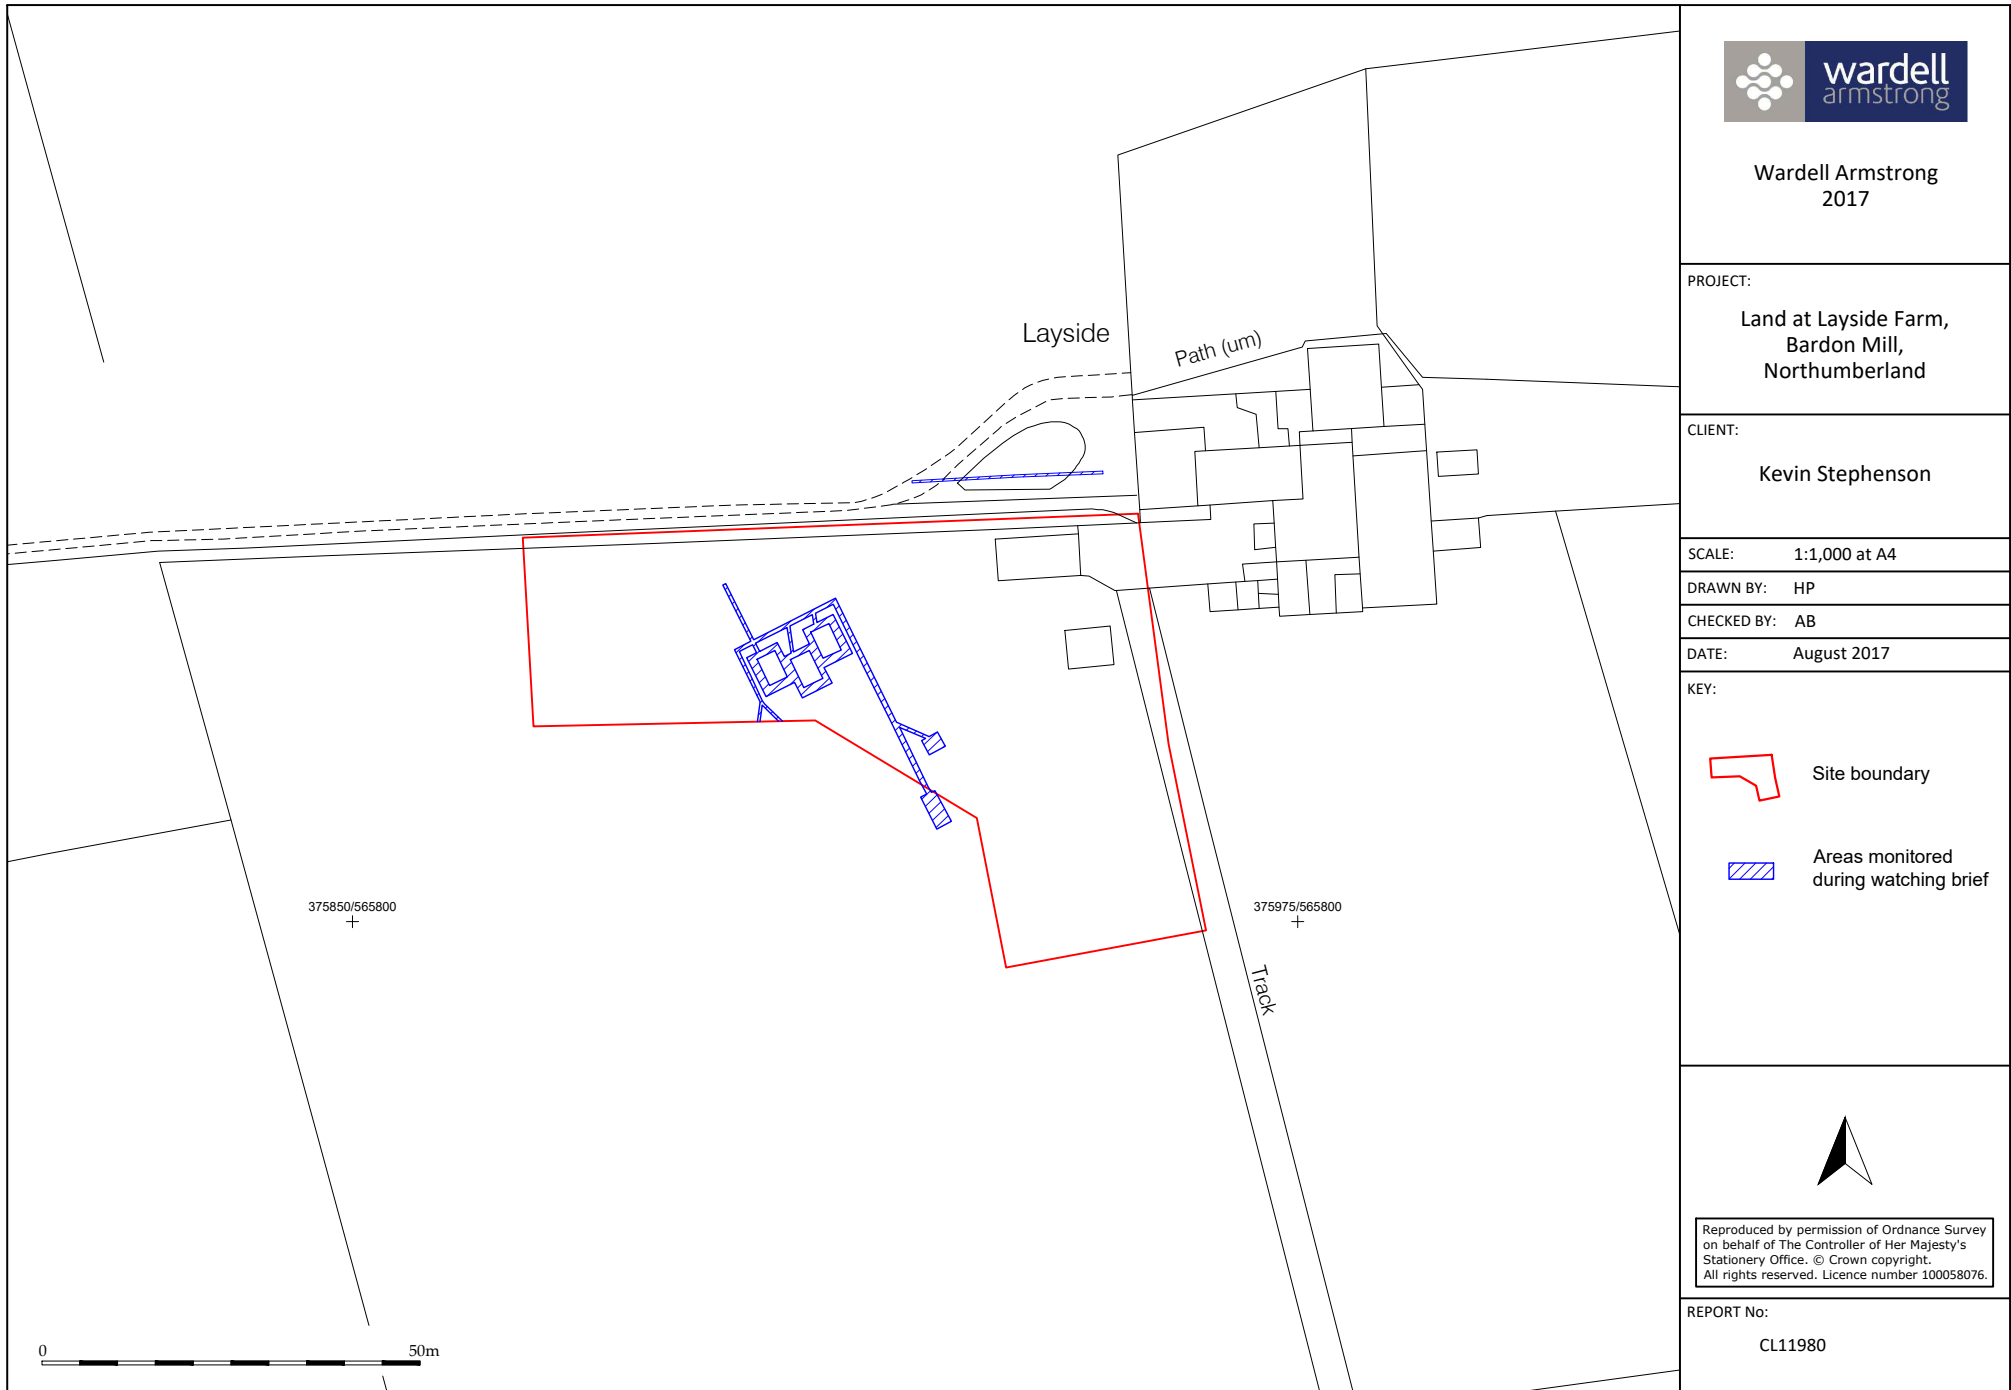 Layside
Path (um)
375850/565800
375975/565800
Track
0
50m
wardell
armstrong
Wardell Armstrong
2017
PROJECT:
Land at Layside Farm,
Bardon Mill,
Northumberland
CLIENT:
Kevin Stephenson
SCALE: 1:1,000 at A4
DRAWN BY: HP
CHECKED BY: AB
DATE: August 2017
KEY:
Site boundary
Areas monitored
during watching brief
Reproduced by permission of Ordnance Survey
on behalf of The Controller of Her Majesty's
Stationery Office. © Crown copyright.
All rights reserved. Licence number 100058076.
REPORT No:
CL11980